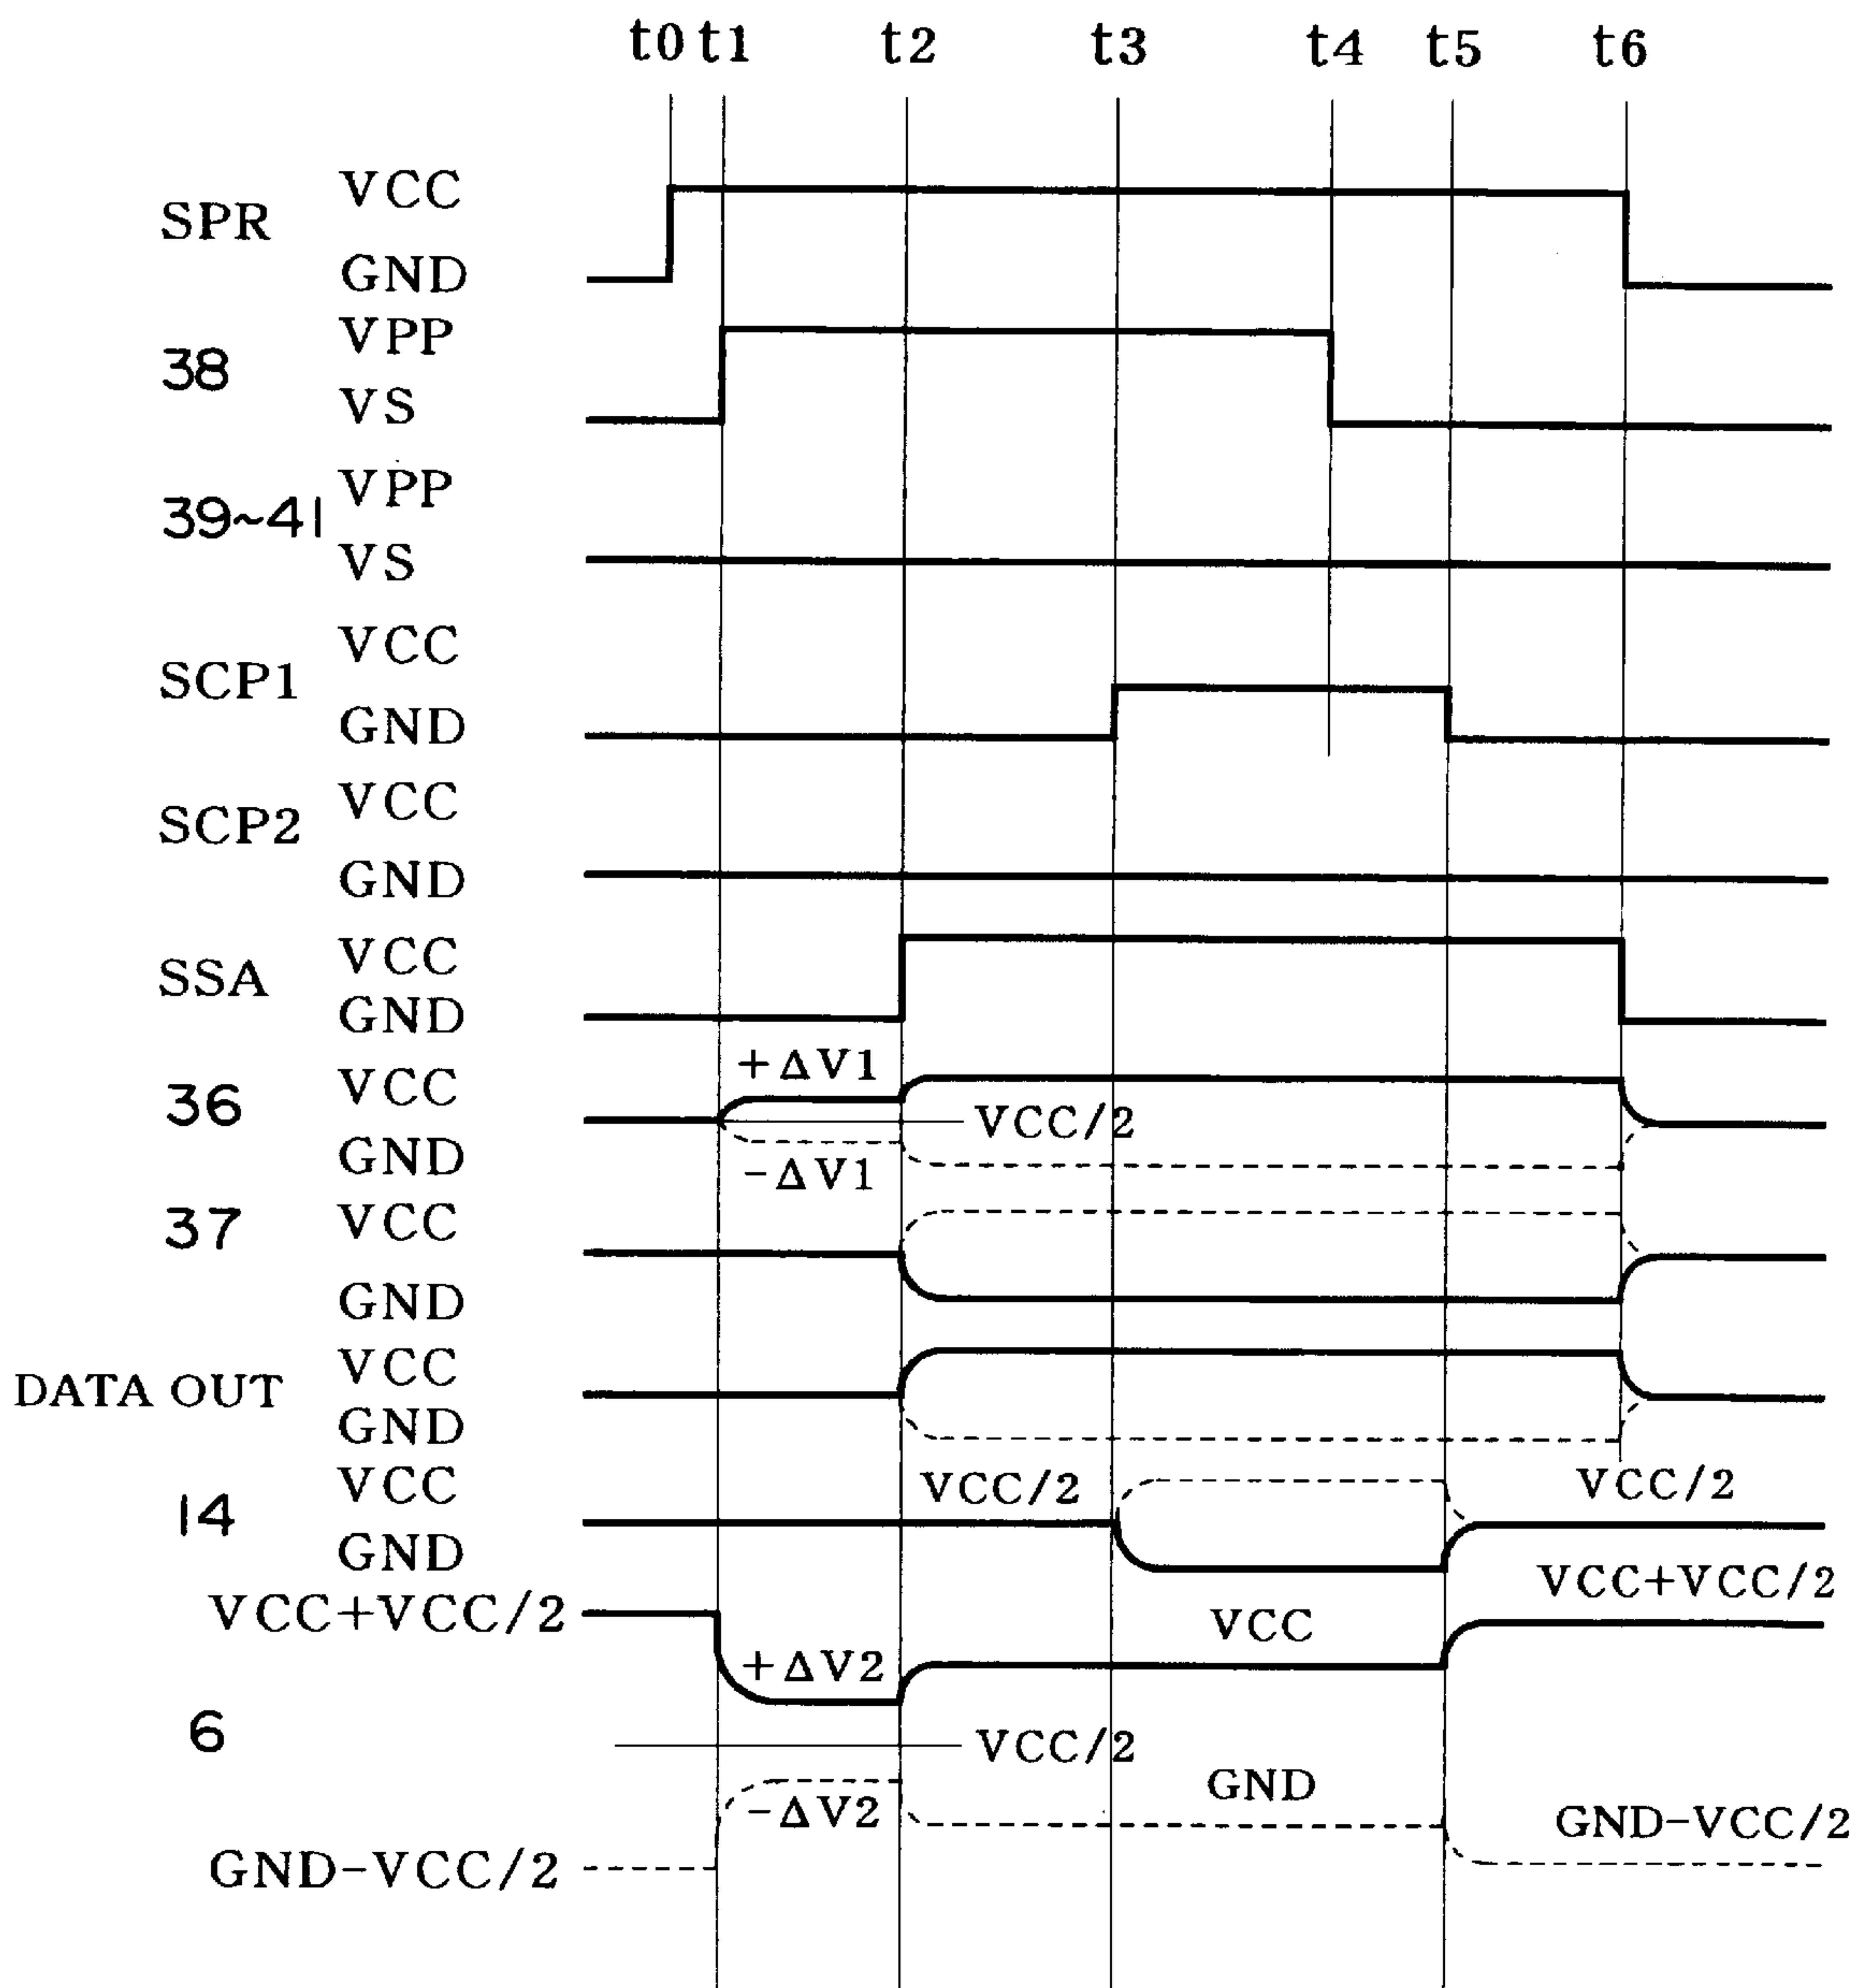 t0 t1 t2 t3 t4 t5 t6
SPR VCC
GND
38 VPP
VS
39~41 VPP
VS
SCP1 VCC
GND
SCP2 VCC
GND
SSA VCC
GND
+ΔV1
36 VCC
VCC/2
GND
-ΔV1
37 VCC
GND
DATA OUT VCC
GND
14 VCC
VCC/2
VCC/2
GND
VCC+VCC/2
VCC+VCC/2
VCC
+ΔV2
6
VCC/2
GND
-ΔV2
GND-VCC/2
GND-VCC/2